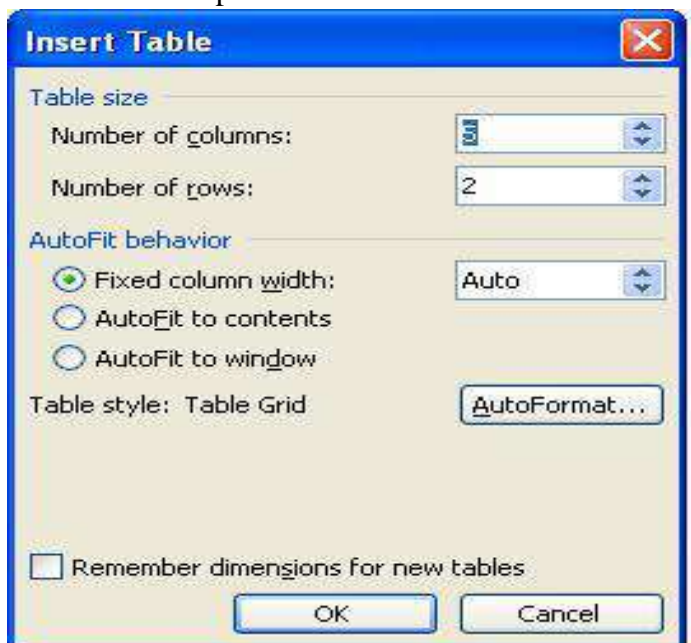 Insert Table
Table size
Number of columns:
Number of rows: 2
AutoFit behavior
Fixed column width: Auto
AutoFit to contents
AutoFit to window
Table style: Table Grid AutoFormat...
Remember dimensions for new tables
OK Cancel